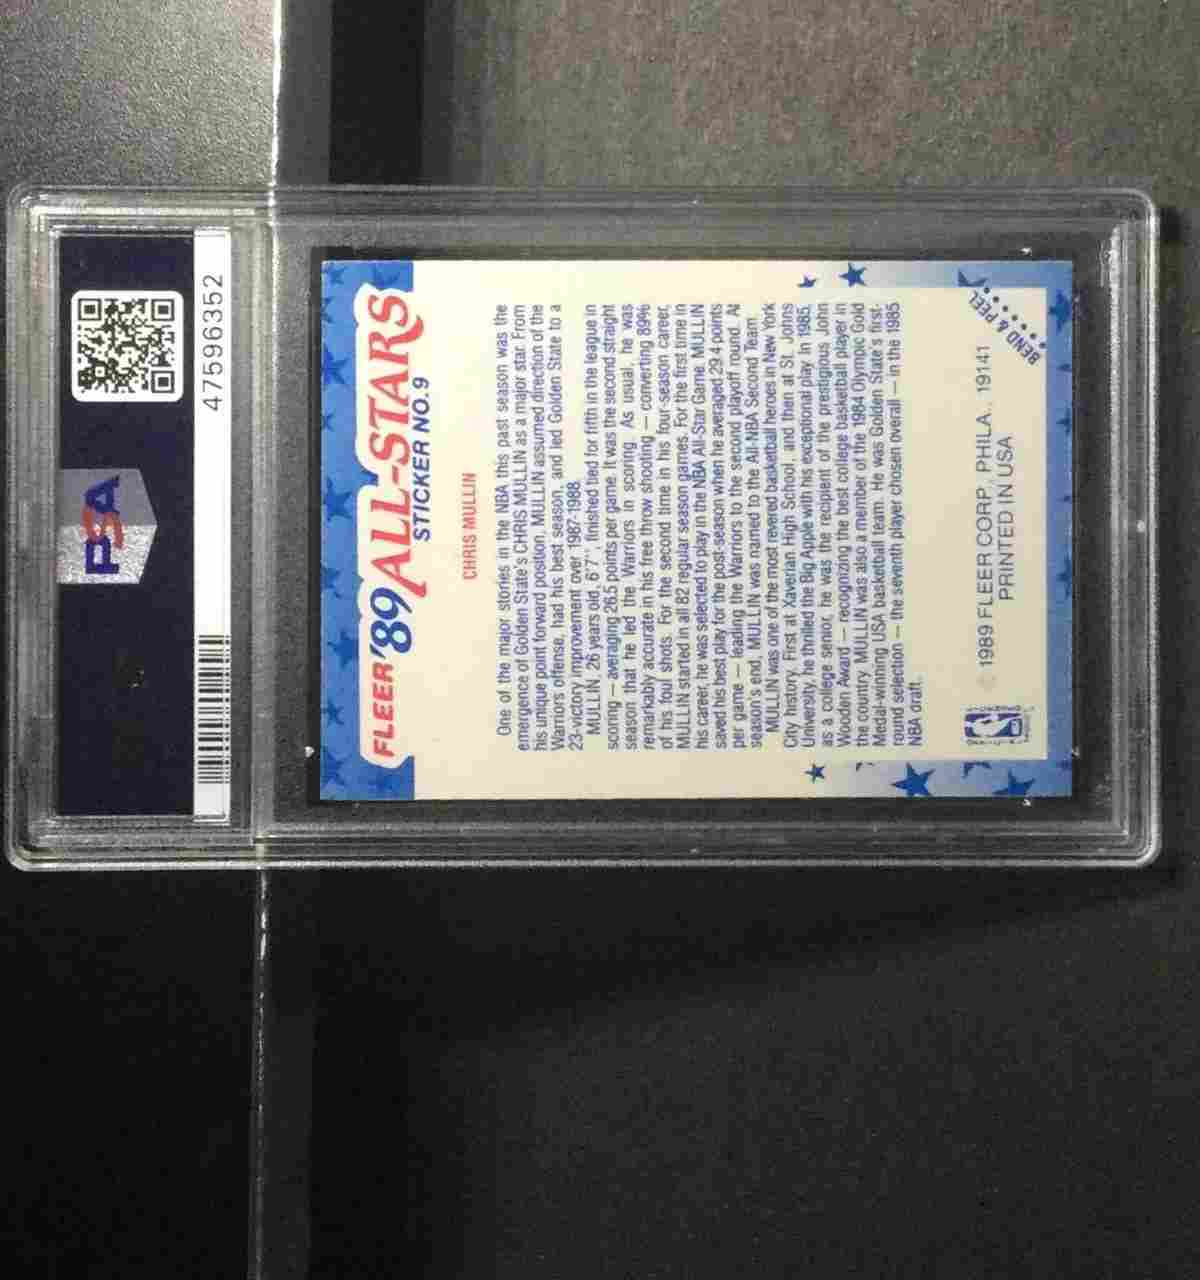 PSA
47596352
FLEER '89 ALL-STARS
STICKER NO. 9
CHRIS MULLIN
One of the major stories in the NBA this past season was the
emergence of Golden State's CHRIS MULLIN as a major star. From
his unique point forward position, MULLIN assumed direction of the
Warriors offense, had his best season, and led Golden State to a
23-victory improvement over 1987-1988.
MULLIN, 26 years old, 6'7", finished tied for fifth in the league in
scoring — averaging 26.5 points per game. It was the second straight
season that he led the Warriors in scoring. As usual, he was
remarkably accurate in his free throw shooting — converting 89%
of his foul shots. For the second time in his four-season career,
MULLIN started in all 82 regular season games. For the first time in
his career, he was selected to play in the NBA All-Star Game. MULLIN
saved his best play for the post-season when he averaged 29.4 points
per game — leading the Warriors to the second playoff round. At
season's end, MULLIN was named to the All-NBA Second Team.
MULLIN was one of the most revered basketball heroes in New York
City history. First at Xaverian High School, and then at St. Johns
University, he thrilled the Big Apple with his exceptional play. In 1985,
as a college senior, he was the recipient of the prestigious John
Wooden Award — recognizing the best college basketball player in
the country. MULLIN was also a member of the 1984 Olympic Gold
Medal-winning USA basketball team. He was Golden State's first-
round selection — the seventh player chosen overall — in the 1985
NBA draft.
© 1989 FLEER CORP., PHILA., 19141
PRINTED IN USA
BEND & PEEL